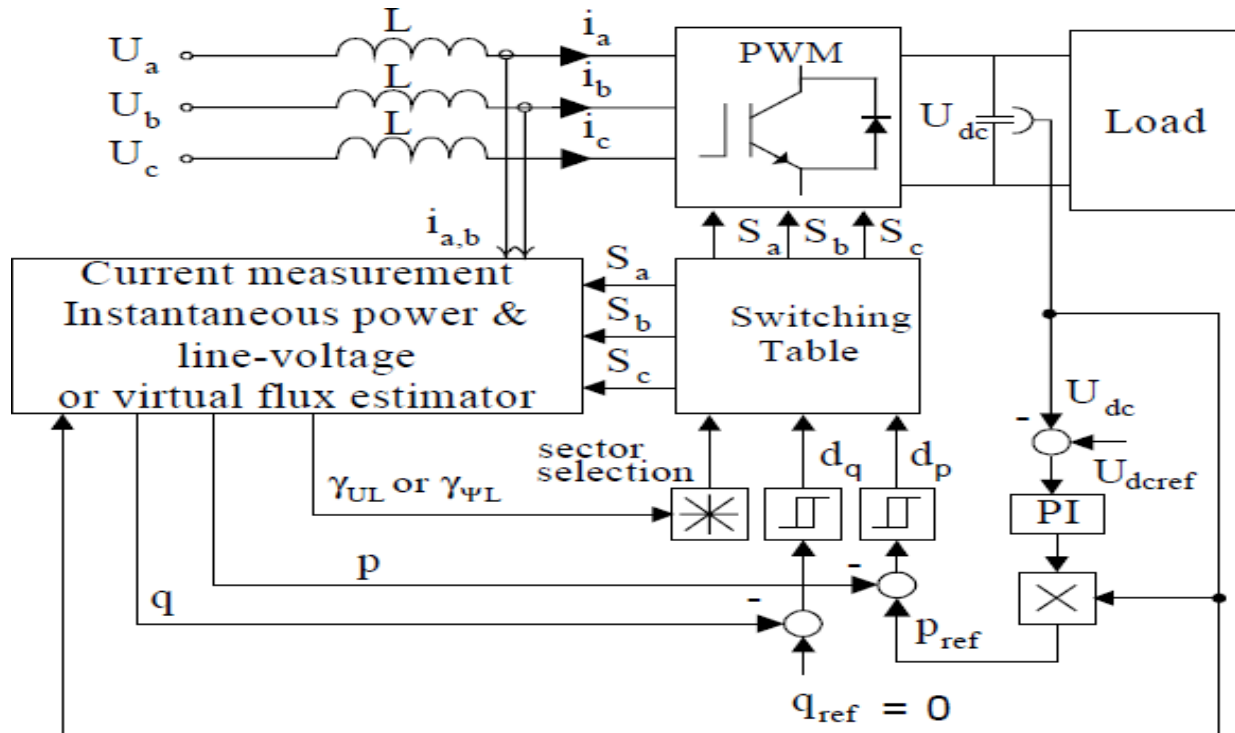 U_a
L
i_a
PWM
U_b
L
i_b
U_dc
Load
U_c
L
i_c
i_a,b
S_a
S_b
S_c
Current measurement
Instantaneous power &
line-voltage
or virtual flux estimator
S_a
S_b
S_c
Switching
Table
U_dc
-
U_dcref
PI
sector
selection
d_q
d_p
γ_UL or γ_ΨL
p
-
q
-
p_ref
q_ref = 0